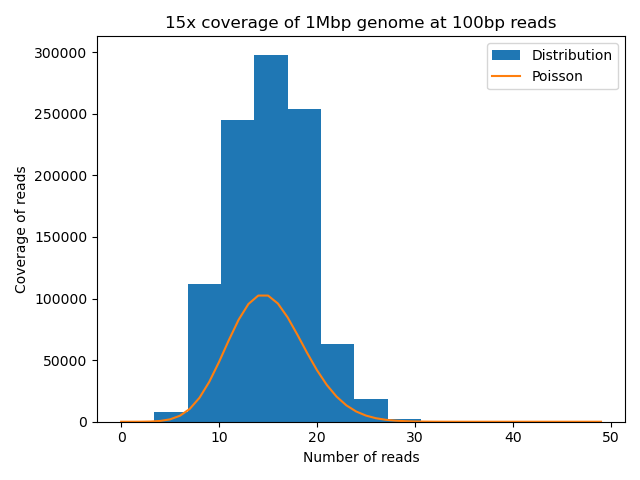 15x coverage of 1Mbp genome at 100bp reads
Distribution
Poisson
300000
250000
200000
150000
100000
50000
0
Coverage of reads
0 10 20 30 40 50
Number of reads